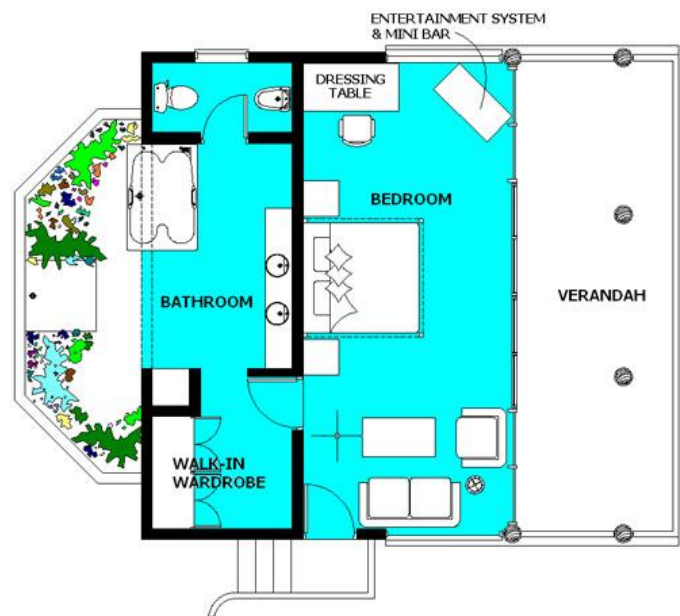 ENTERTAINMENT SYSTEM
& MINI BAR
DRESSING
TABLE
BEDROOM
BATHROOM
VERANDAH
WALK-IN
WARDROBE